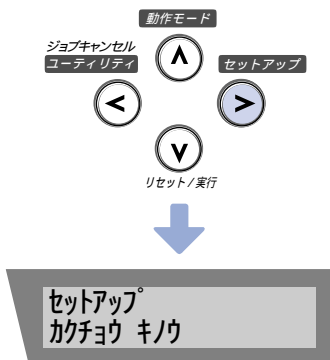 動作モード
ジョブキャンセル
ユーティリティ
セットアップ
リセット / 実行
セットアップ
カクチョウ キノウ